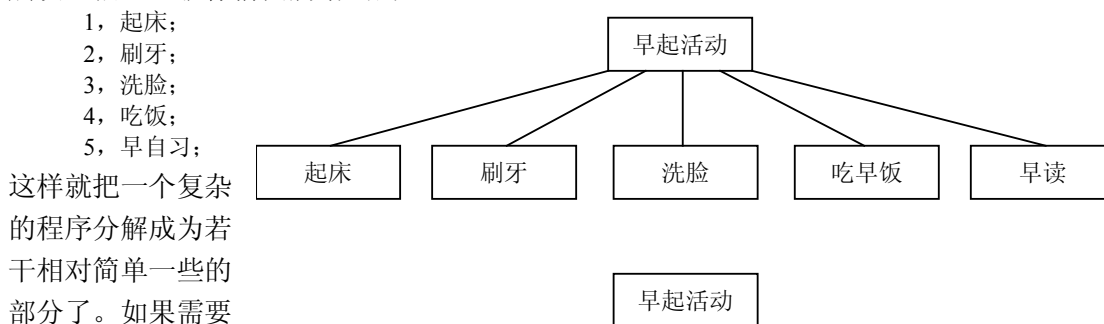 1，起床；
2，刷牙；
3，洗脸；
4，吃饭；
5，早自习；
早起活动
起床
刷牙
洗脸
吃早饭
早读
这样就把一个复杂
的程序分解成为若
干相对简单一些的
部分了。如果需要
早起活动